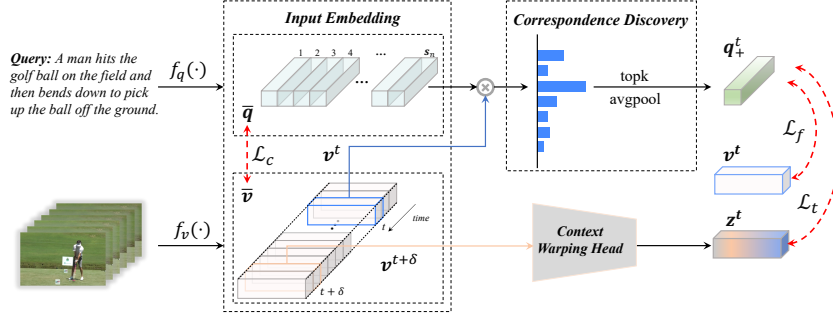 Input Embedding
Correspondence Discovery
Query: A man hits the
golf ball on the field and
then bends down to pick
up the ball off the ground.
f_q(·)
1 2 3 4 ... s_n
...
q̅
topk
avgpool
q_+^t
ℒ_c
v^t
ℒ_f
v̅
v^t
ℒ_t
f_v(·)
t
time
v^{t+δ}
t + δ
Context
Warping Head
z^t